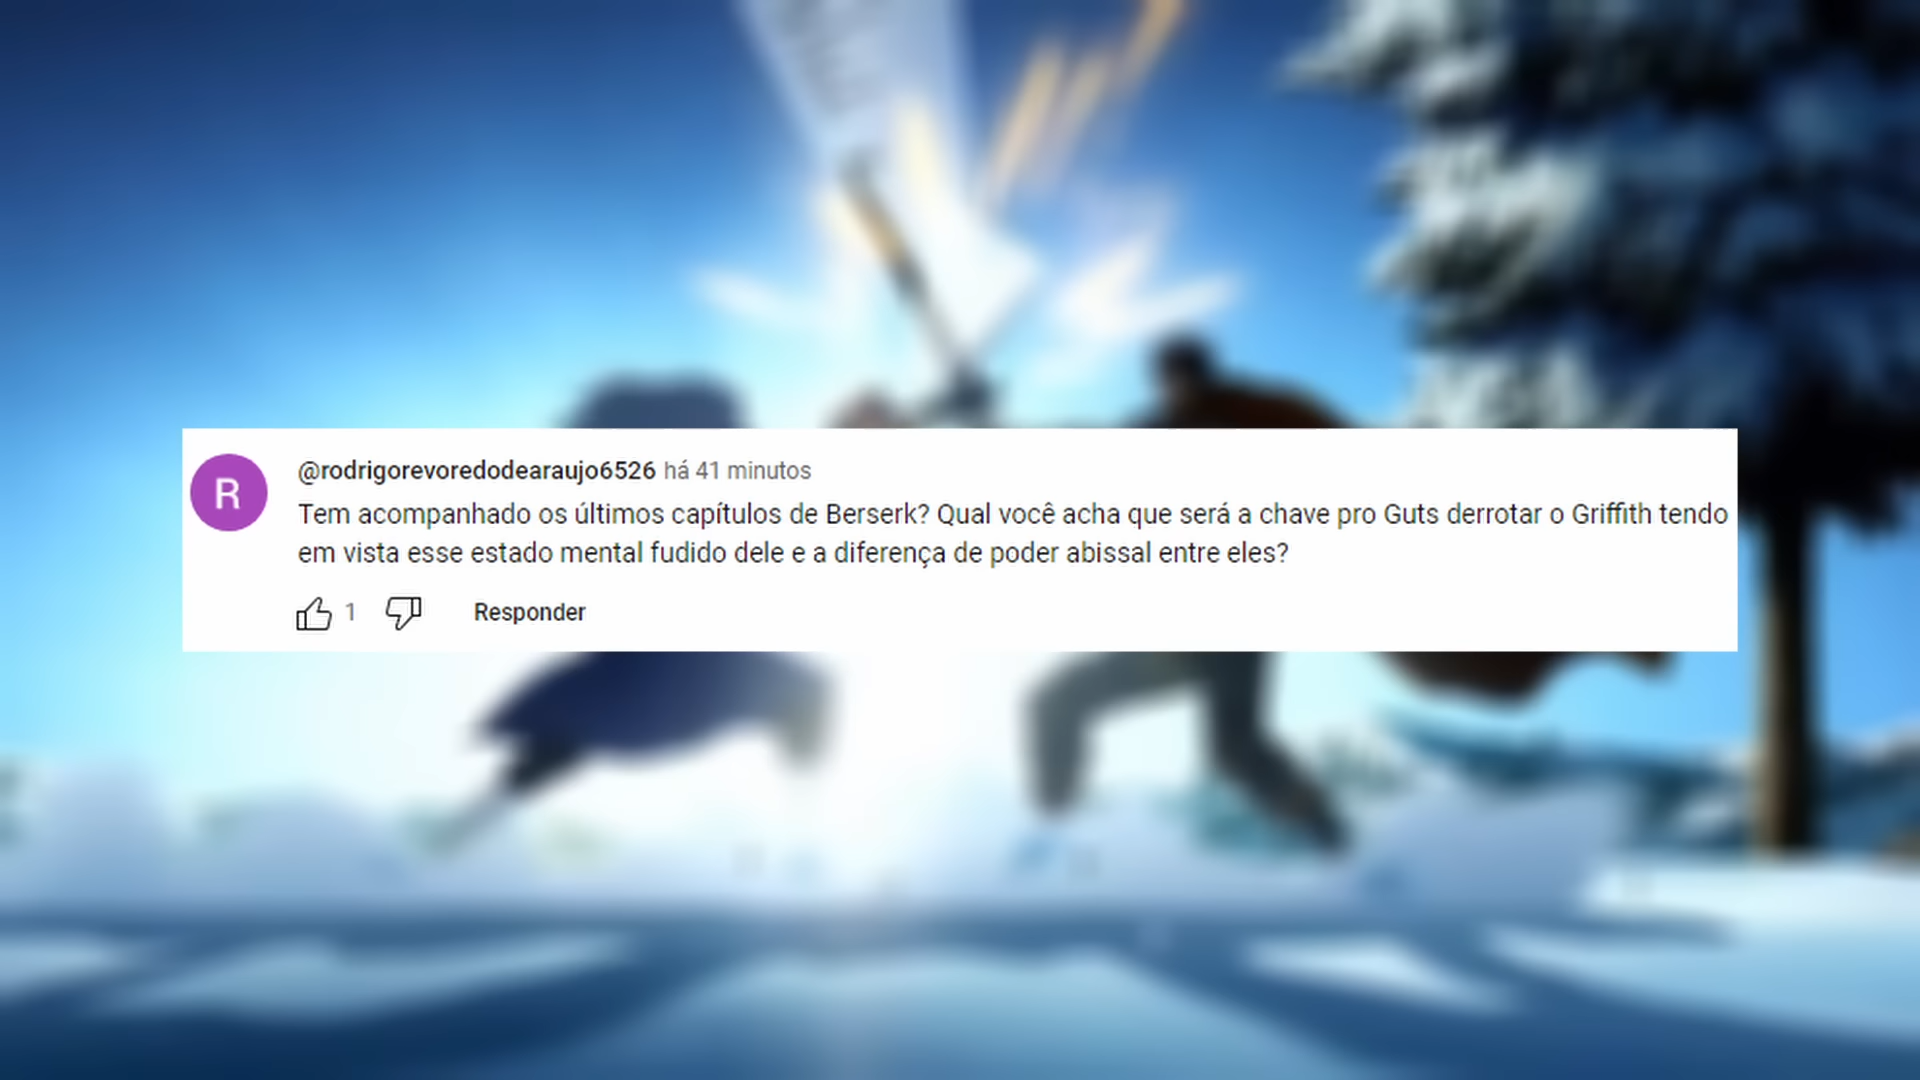 R
@rodrigorevoredodearaujo6526 há 41 minutos
Tem acompanhado os últimos capítulos de Berserk? Qual você acha que será a chave pro Guts derrotar o Griffith tendo
em vista esse estado mental fudido dele e a diferença de poder abissal entre eles?
1 Responder